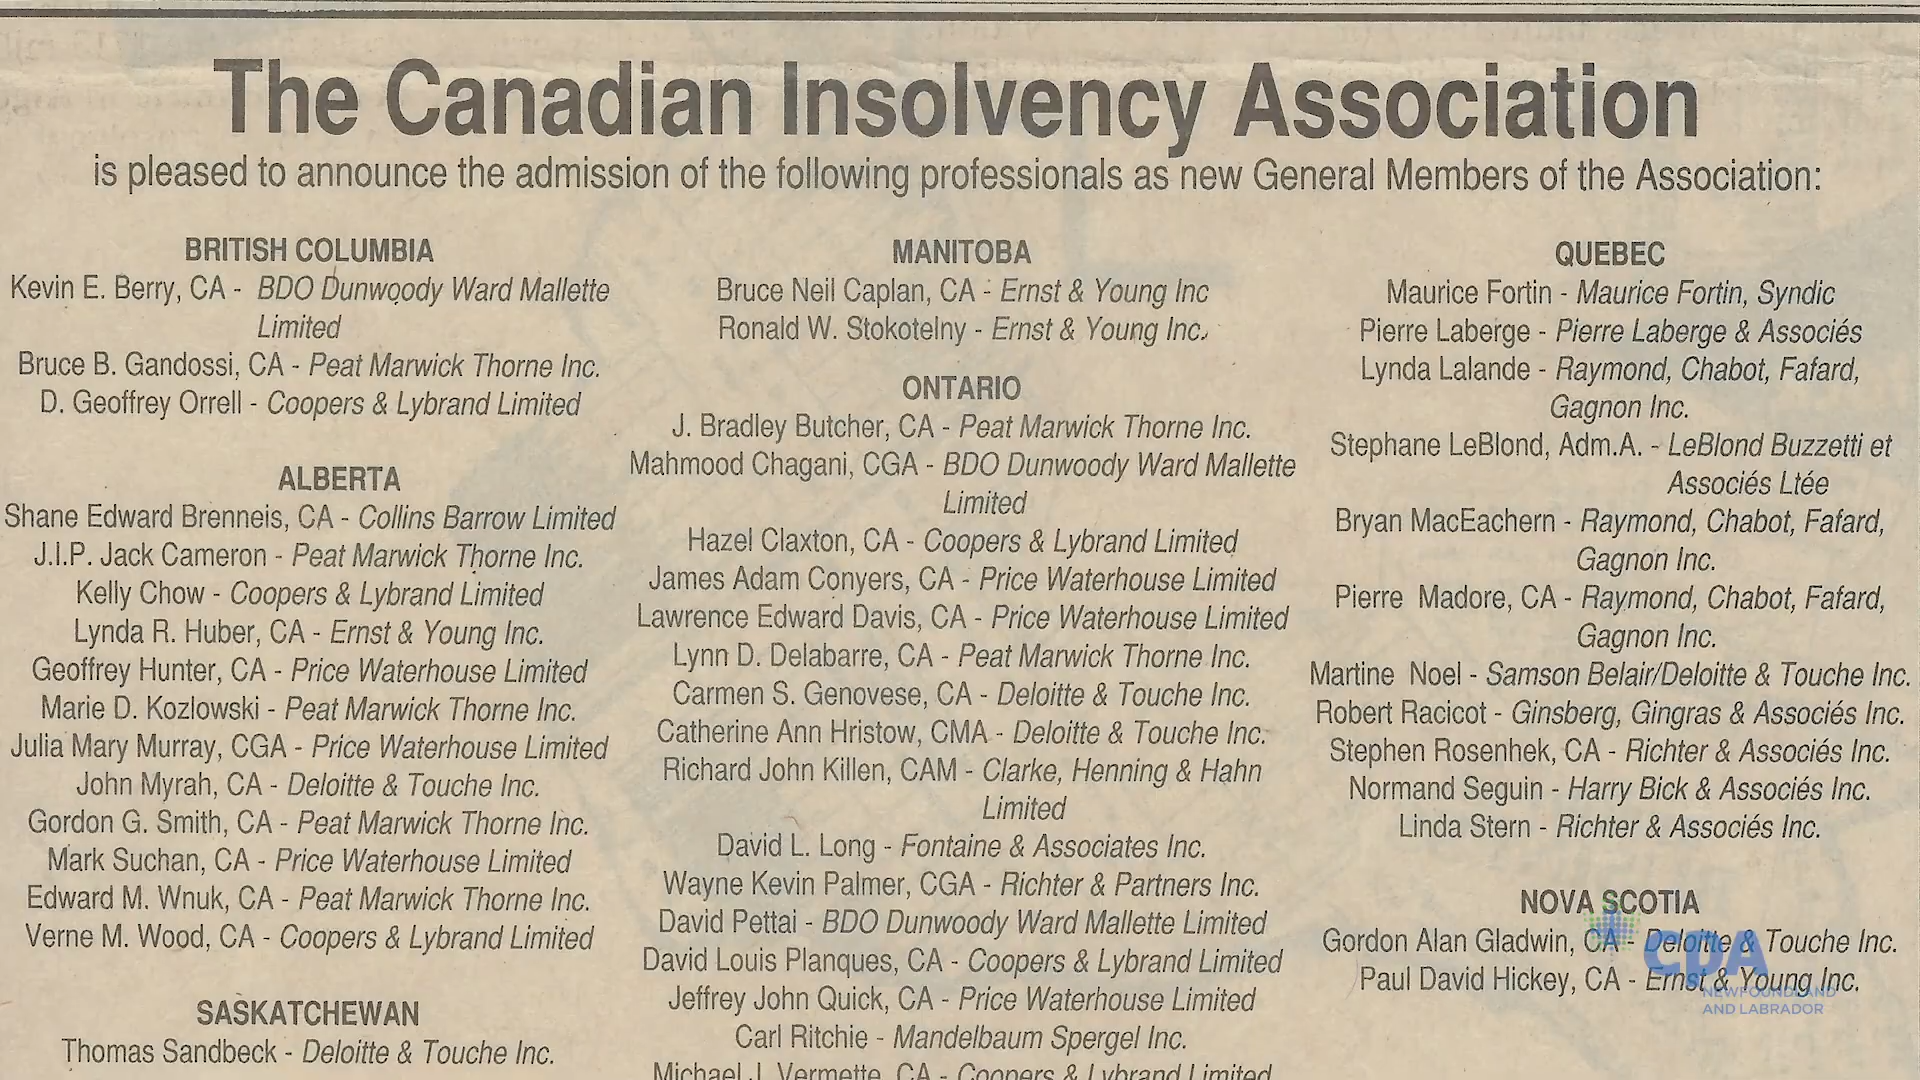 The Canadian Insolvency Association
is pleased to announce the admission of the following professionals as new General Members of the Association:
BRITISH COLUMBIA
Kevin E. Berry, CA - BDO Dunwoody Ward Mallette
Limited
Bruce B. Gandossi, CA - Peat Marwick Thorne Inc.
D. Geoffrey Orrell - Coopers & Lybrand Limited
ALBERTA
Shane Edward Brenneis, CA - Collins Barrow Limited
J.I.P. Jack Cameron - Peat Marwick Thorne Inc.
Kelly Chow - Coopers & Lybrand Limited
Lynda R. Huber, CA - Ernst & Young Inc.
Geoffrey Hunter, CA - Price Waterhouse Limited
Marie D. Kozlowski - Peat Marwick Thorne Inc.
Julia Mary Murray, CGA - Price Waterhouse Limited
John Myrah, CA - Deloitte & Touche Inc.
Gordon G. Smith, CA - Peat Marwick Thorne Inc.
Mark Suchan, CA - Price Waterhouse Limited
Edward M. Wnuk, CA - Peat Marwick Thorne Inc.
Verne M. Wood, CA - Coopers & Lybrand Limited
SASKATCHEWAN
Thomas Sandbeck - Deloitte & Touche Inc.
MANITOBA
Bruce Neil Caplan, CA - Ernst & Young Inc
Ronald W. Stokotelny - Ernst & Young Inc.
ONTARIO
J. Bradley Butcher, CA - Peat Marwick Thorne Inc.
Mahmood Chagani, CGA - BDO Dunwoody Ward Mallette
Limited
Hazel Claxton, CA - Coopers & Lybrand Limited
James Adam Conyers, CA - Price Waterhouse Limited
Lawrence Edward Davis, CA - Price Waterhouse Limited
Lynn D. Delabarre, CA - Peat Marwick Thorne Inc.
Carmen S. Genovese, CA - Deloitte & Touche Inc.
Catherine Ann Hristow, CMA - Deloitte & Touche Inc.
Richard John Killen, CAM - Clarke, Henning & Hahn
Limited
David L. Long - Fontaine & Associates Inc.
Wayne Kevin Palmer, CGA - Richter & Partners Inc.
David Pettai - BDO Dunwoody Ward Mallette Limited
David Louis Planques, CA - Coopers & Lybrand Limited
Jeffrey John Quick, CA - Price Waterhouse Limited
Carl Ritchie - Mandelbaum Spergel Inc.
Michael J. Vermette, CA - Coopers & Lybrand Limited
QUEBEC
Maurice Fortin - Maurice Fortin, Syndic
Pierre Laberge - Pierre Laberge & Associés
Lynda Lalande - Raymond, Chabot, Fafard,
Gagnon Inc.
Stephane LeBlond, Adm.A. - LeBlond Buzzetti et
Associés Ltée
Bryan MacEachern - Raymond, Chabot, Fafard,
Gagnon Inc.
Pierre Madore, CA - Raymond, Chabot, Fafard,
Gagnon Inc.
Martine Noel - Samson Belair/Deloitte & Touche Inc.
Robert Racicot - Ginsberg, Gingras & Associés Inc.
Stephen Rosenhek, CA - Richter & Associés Inc.
Normand Seguin - Harry Bick & Associés Inc.
Linda Stern - Richter & Associés Inc.
NOVA SCOTIA
Gordon Alan Gladwin, CA - Deloitte & Touche Inc.
Paul David Hickey, CA - Ernst & Young Inc.
CPA
NEWFOUNDLAND
AND LABRADOR